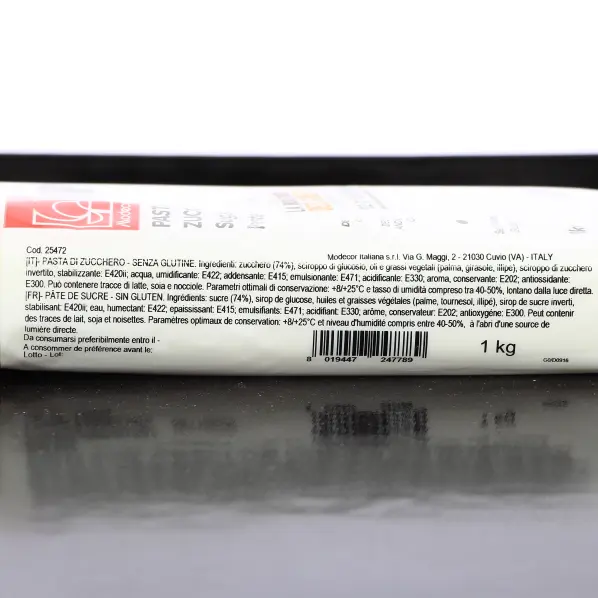 Modecor
PAST
ZUC
Cod. 25472
Modecor Italiana s.r.l. Via G. Maggi, 2 - 21030 Cuvio (VA) - ITALY
[IT]- PASTA DI ZUCCHERO - SENZA GLUTINE. Ingredienti: zucchero (74%), sciroppo di glucosio, oli e grassi vegetali (palma, girasole, illipé), sciroppo di zucchero
invertito, stabilizzante: E420ii; acqua, umidificante: E422; addensante: E415; emulsionante: E471; acidificante: E330; aroma, conservante: E202; antiossidante:
E300. Può contenere tracce di latte, soia e nocciole. Parametri ottimali di conservazione: +8/+25°C e tasso di umidità compreso tra 40-50%, lontano dalla luce diretta.
[FR]- PÂTE DE SUCRE - SIN GLUTEN. Ingrédients: sucre (74%), sirop de glucose, huiles et graisses végétales (palme, tournesol, illipé), sirop de sucre inverti,
stabilisant: E420ii; eau, humectant: E422; epaississant: E415; emulsifiants: E471; acidifiant: E330; arôme, conservateur: E202; antioxygène: E300. Peut contenir
des traces de lait, soja et noisettes. Paramètres optimaux de conservation: +8/+25°C et niveau d'humidité compris entre 40-50%, à l'abri d'une source de
lumière directe.
Da consumarsi preferibilmente entro il -
A consommer de préférence avant le:
Lotto - Lot:
8 019447 247789
1 kg